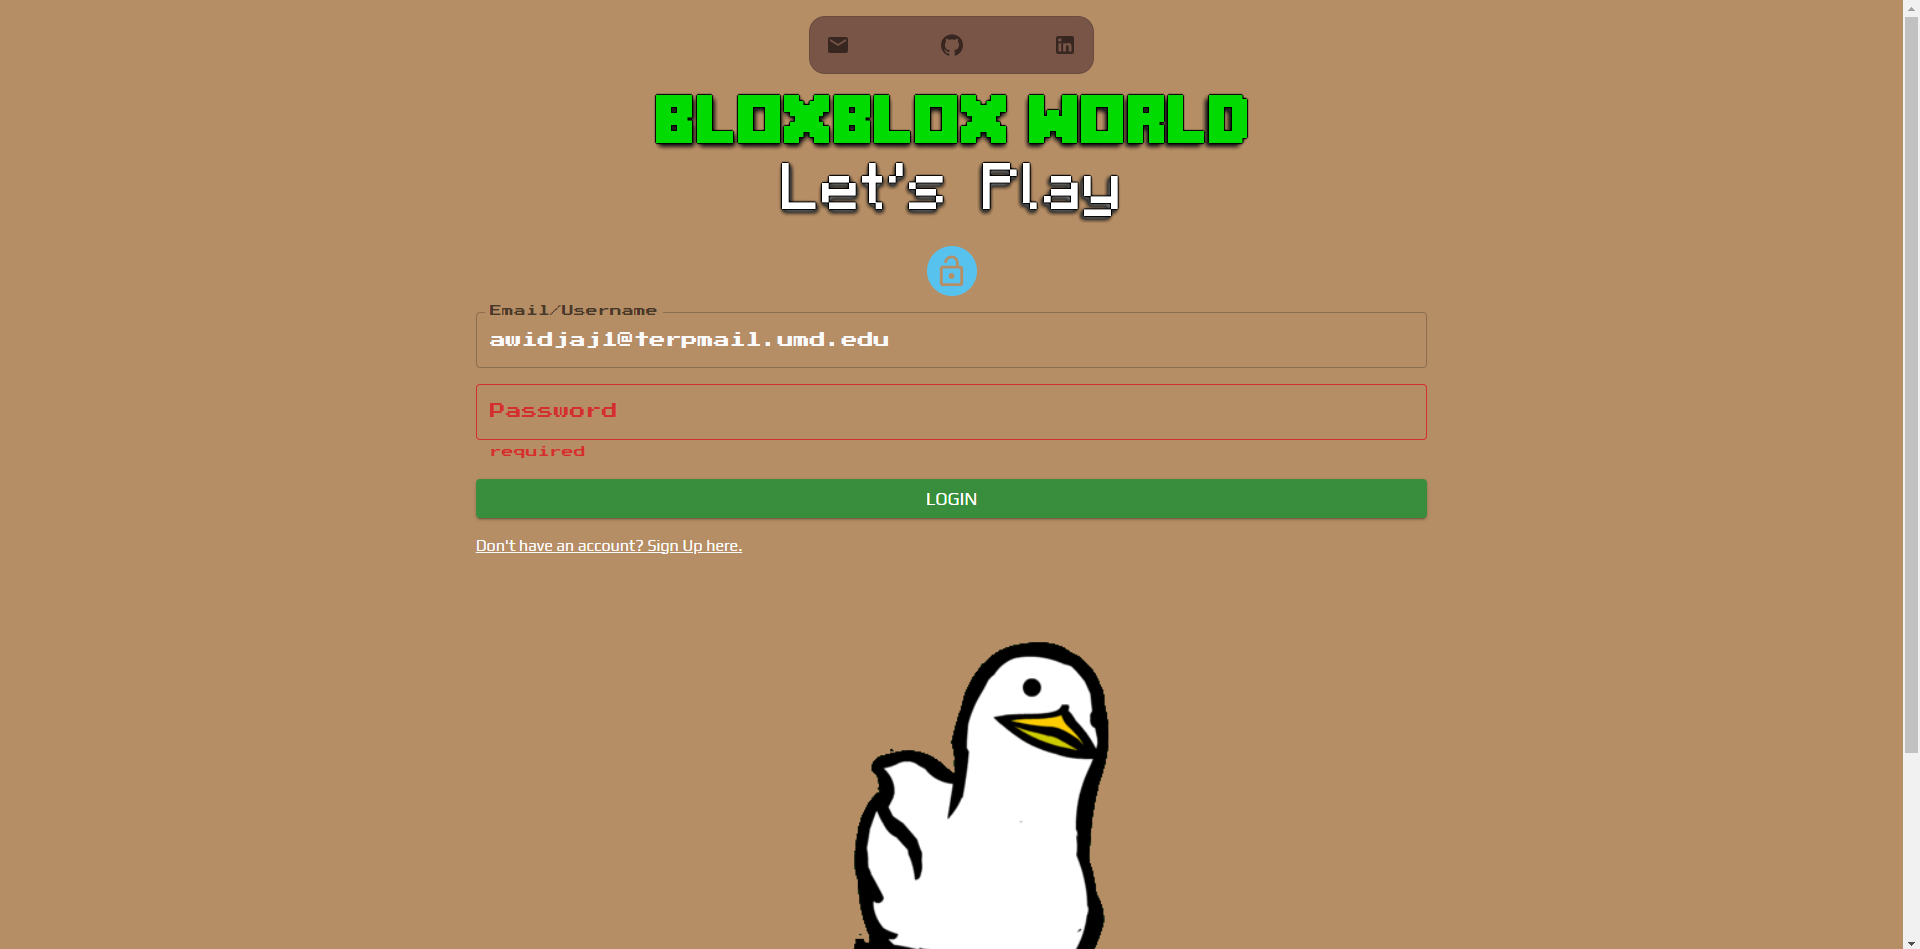 BLOXBLOX WORLD
Let's Play
Email/Username
awidjaj1@terpmail.umd.edu
Password
required
LOGIN
Don't have an account? Sign Up here.